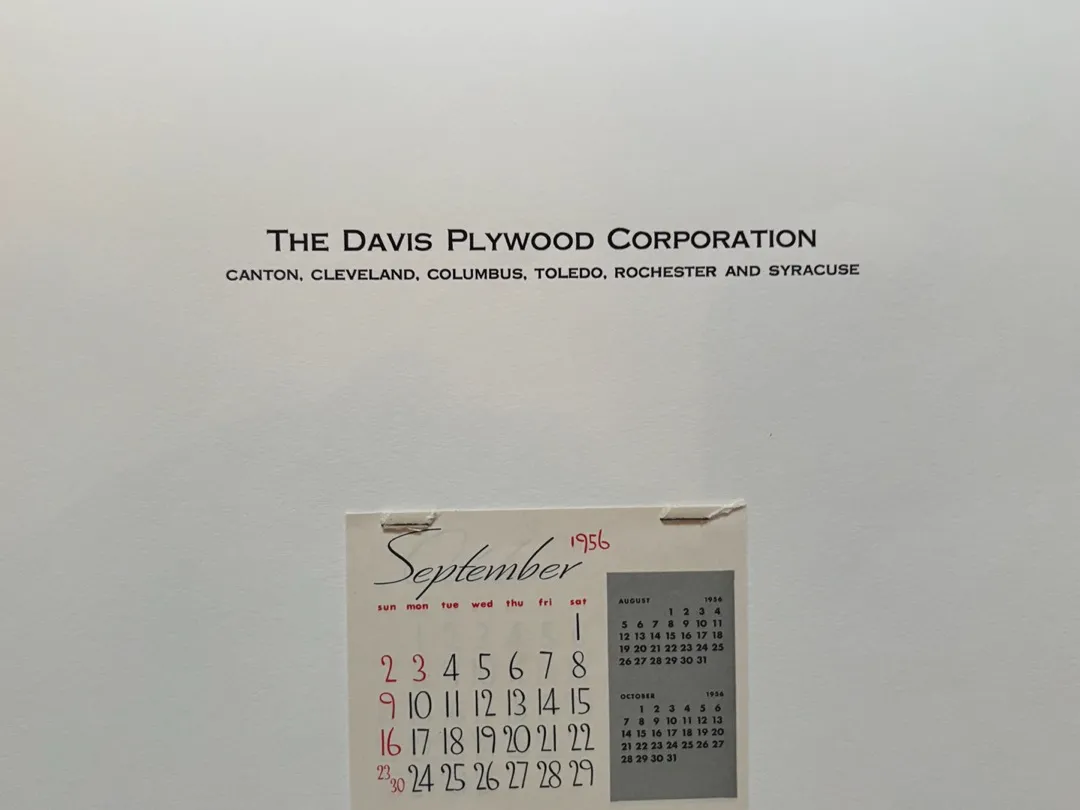 THE DAVIS PLYWOOD CORPORATION
CANTON, CLEVELAND, COLUMBUS, TOLEDO, ROCHESTER AND SYRACUSE
September 1956
sun mon tue wed thu fri sat
1
2 3 4 5 6 7 8
9 10 11 12 13 14 15
16 17 18 19 20 21 22
23 30 24 25 26 27 28 29
AUGUST 1956
1 2 3 4
5 6 7 8 9 10 11
12 13 14 15 16 17 18
19 20 21 22 23 24 25
26 27 28 29 30 31
OCTOBER 1956
1 2 3 4 5 6
7 8 9 10 11 12 13
14 15 16 17 18 19 20
21 22 23 24 25 26 27
28 29 30 31